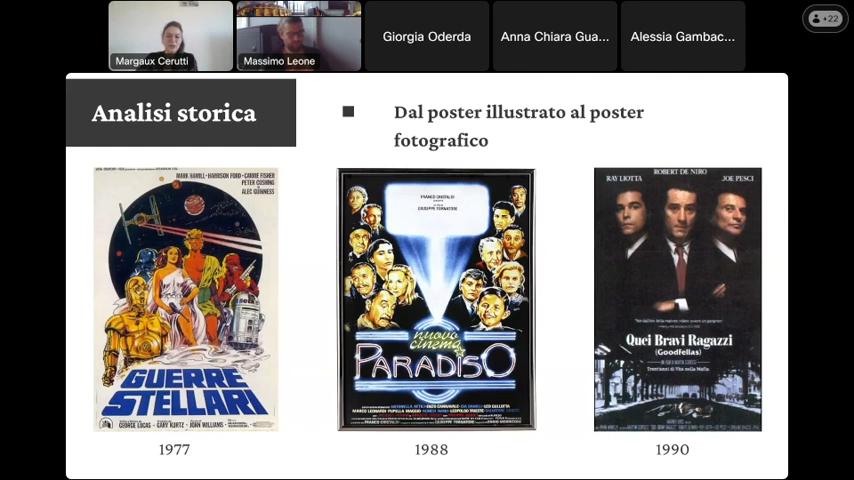 Margaux Cerutti
Massimo Leone
Giorgia Oderda
Anna Chiara Gua...
Alessia Gambac...
+22
Analisi storica
Dal poster illustrato al poster
fotografico
MARK HAMILL · HARRISON FORD · CARRIE FISHER
PETER CUSHING
ALEC GUINNESS
GUERRE
STELLARI
GEORGE LUCAS GARY KURTZ JOHN WILLIAMS
1977
FRANCO CRISTALDI
GIUSEPPE TORNATORE
nuovo
cinema
PARADISO
1988
RAY LIOTTA
ROBERT DE NIRO
JOE PESCI
Quei Bravi Ragazzi
(Goodfellas)
Trent'anni di Vita nella Mafia.
1990